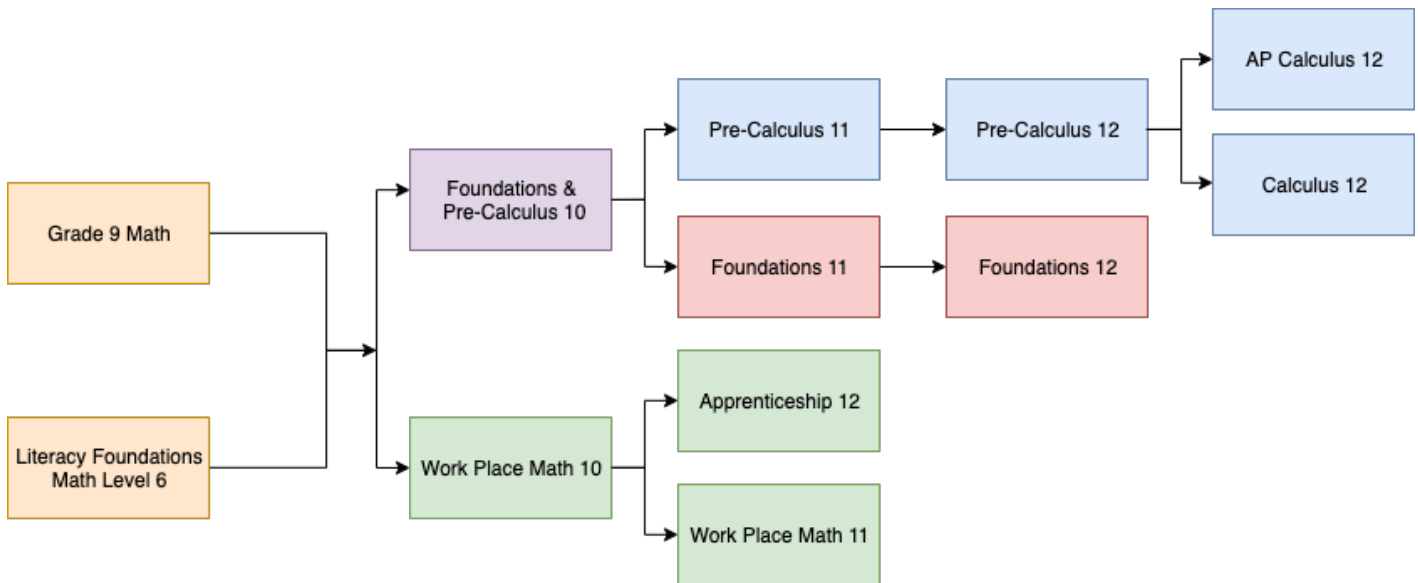 AP Calculus 12
Pre-Calculus 11
Pre-Calculus 12
Calculus 12
Foundations &
Pre-Calculus 10
Grade 9 Math
Foundations 11
Foundations 12
Apprenticeship 12
Literacy Foundations
Math Level 6
Work Place Math 10
Work Place Math 11